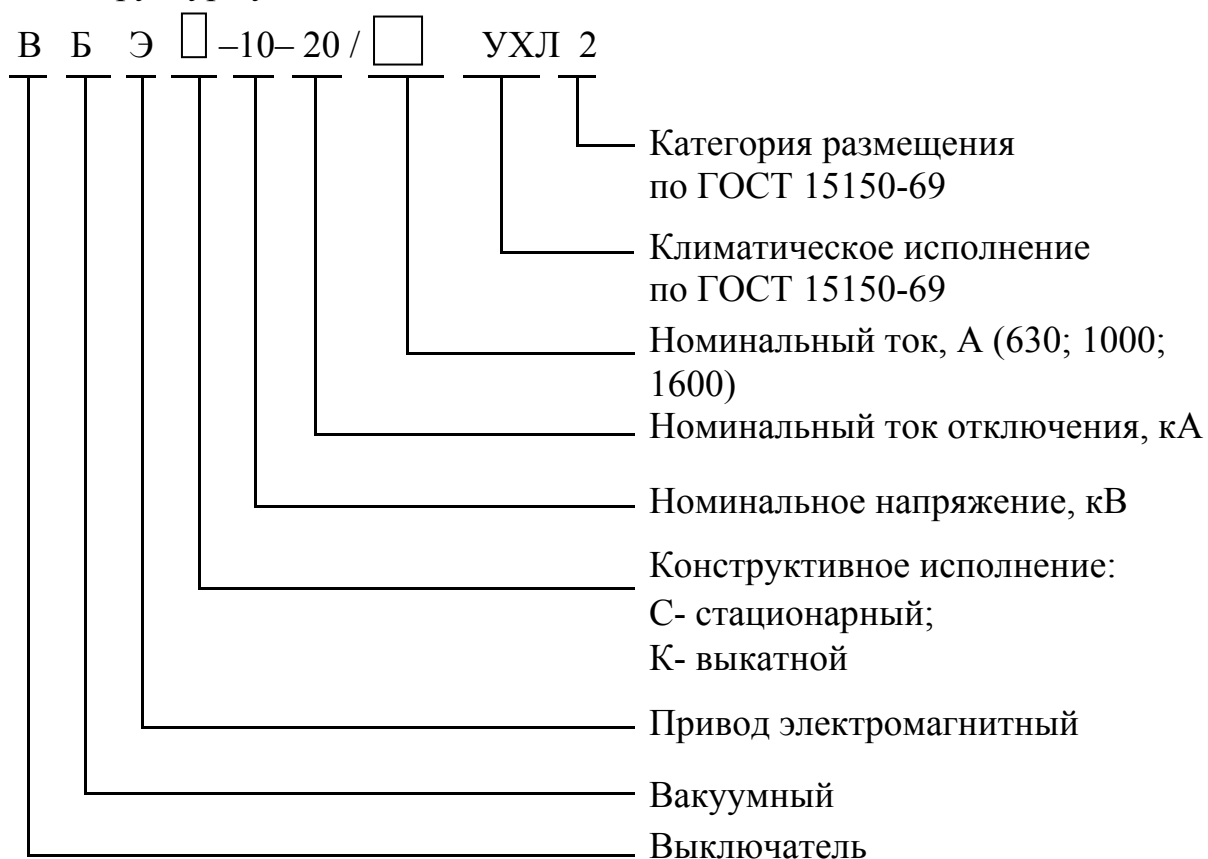 В Б Э –10– 20 / УХЛ 2
Категория размещения
по ГОСТ 15150-69
Климатическое исполнение
по ГОСТ 15150-69
Номинальный ток, А (630; 1000;
1600)
Номинальный ток отключения, кА
Номинальное напряжение, кВ
Конструктивное исполнение:
С- стационарный;
К- выкатной
Привод электромагнитный
Вакуумный
Выключатель